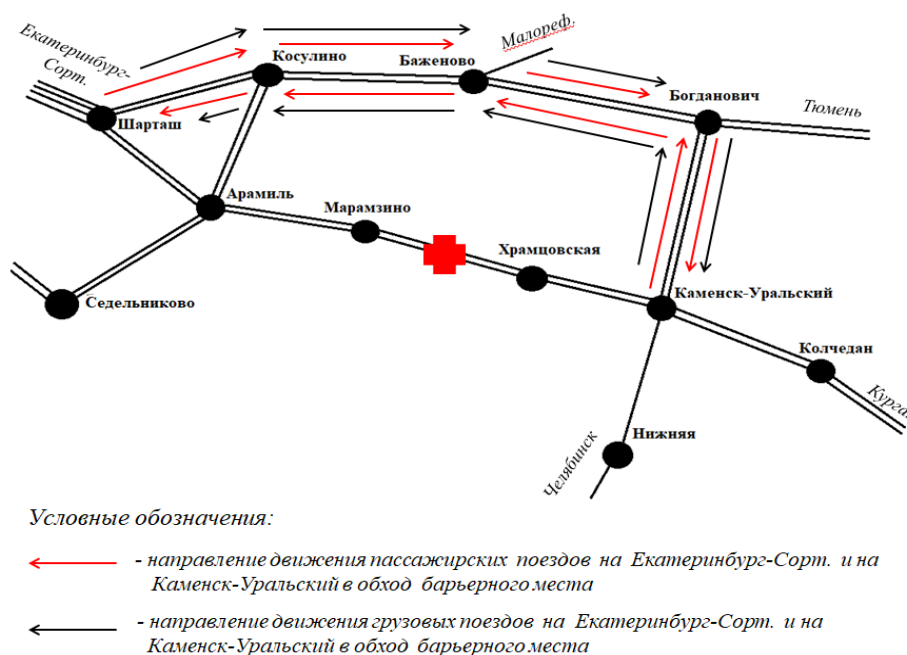 Екатеринбург-
Сорт.
Косулино
Баженово
Малореф.
Богданович
Тюмень
Шарташ
Арамиль
Марамзино
Храмцовская
Каменск-Уральский
Седельниково
Колчедан
Курга
Нижняя
Челябинск
Условные обозначения:
- направление движения пассажирских поездов на Екатеринбург-Сорт. и на
Каменск-Уральский в обход барьерного места
- направление движения грузовых поездов на Екатеринбург-Сорт. и на
Каменск-Уральский в обход барьерного места